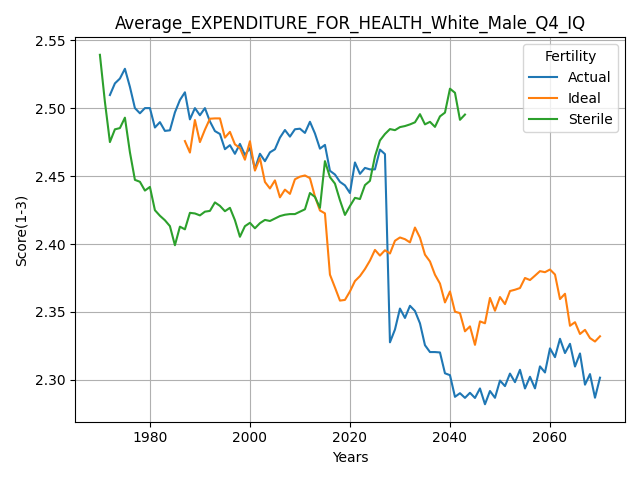 Average_EXPENDITURE_FOR_HEALTH_White_Male_Q4_IQ
Score(1-3)
2.55
2.50
2.45
2.40
2.35
2.30
Fertility
Actual
Ideal
Sterile
1980 2000 2020 2040 2060
Years